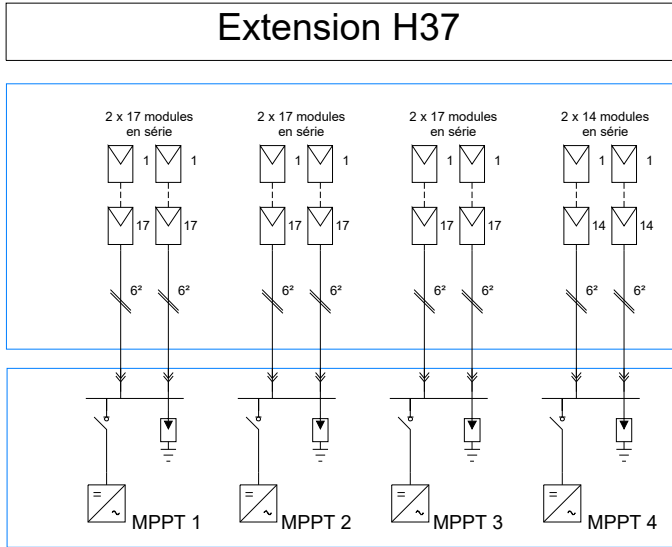 Extension H37
2 x 17 modules
en série
2 x 17 modules
en série
2 x 17 modules
en série
2 x 14 modules
en série
1 1 1 1 1 1 1 1
17 17 17 17 17 17 14 14
6² 6² 6² 6² 6² 6² 6² 6²
MPPT 1 MPPT 2 MPPT 3 MPPT 4